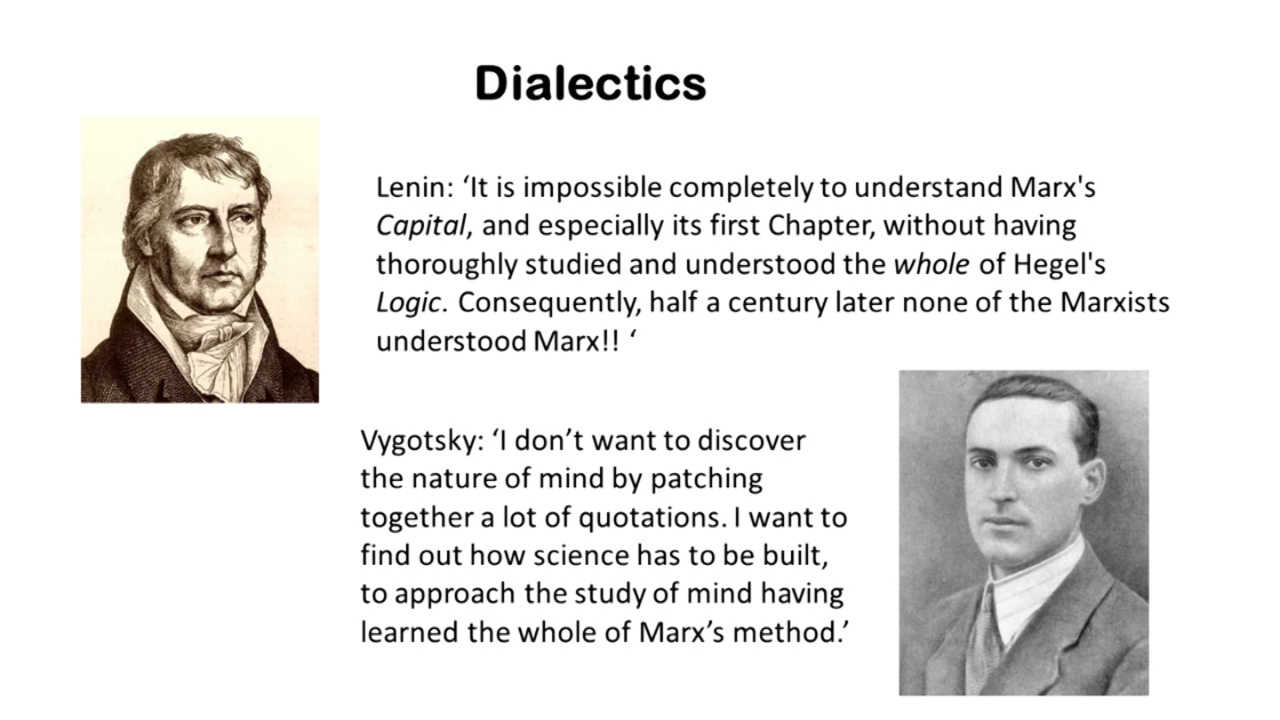 Dialectics
Lenin: ‘It is impossible completely to understand Marx's
Capital, and especially its first Chapter, without having
thoroughly studied and understood the whole of Hegel's
Logic. Consequently, half a century later none of the Marxists
understood Marx!! ‘
Vygotsky: ‘I don’t want to discover
the nature of mind by patching
together a lot of quotations. I want to
find out how science has to be built,
to approach the study of mind having
learned the whole of Marx’s method.’